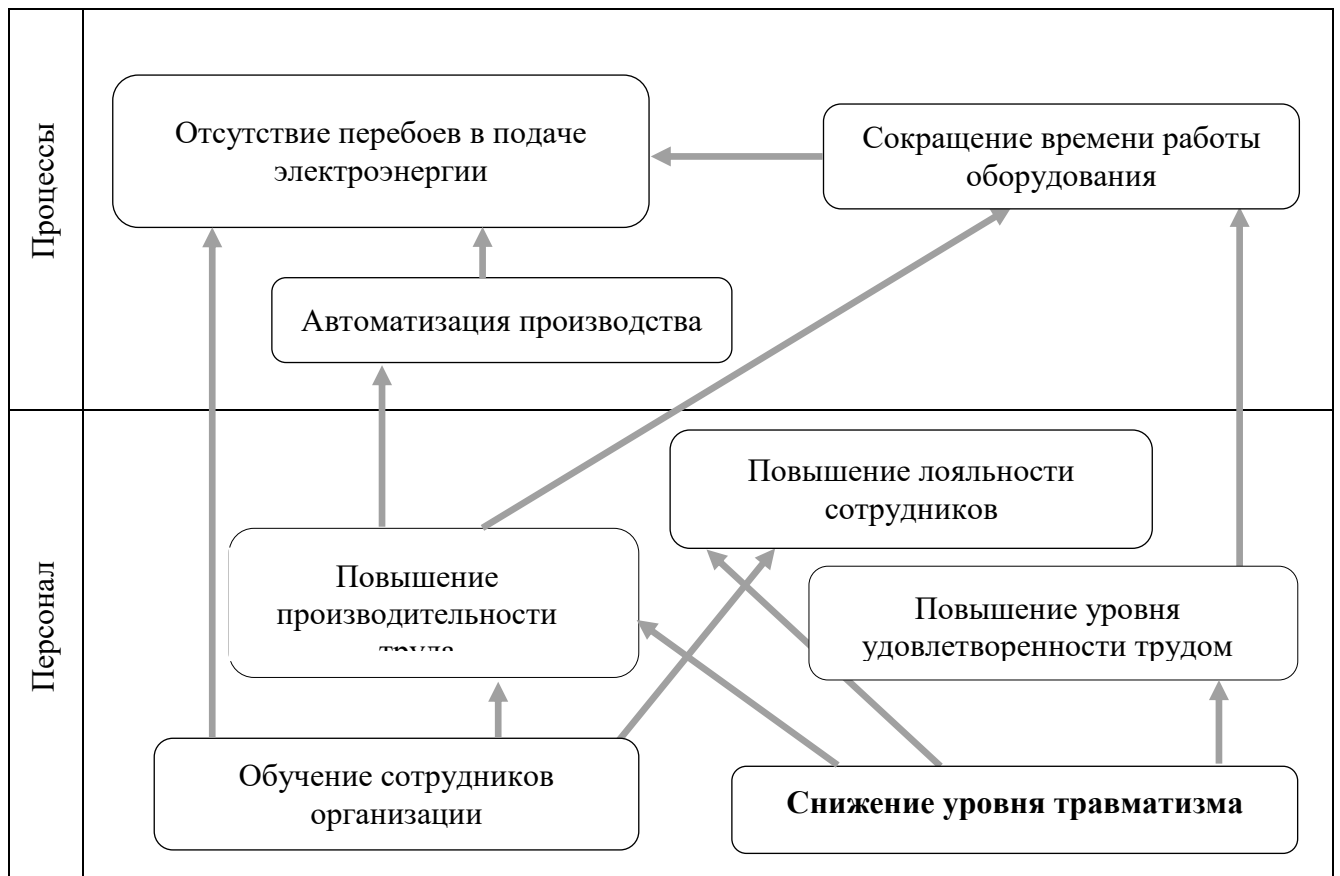 Процессы
Отсутствие перебоев в подаче
электроэнергии
Сокращение времени работы
оборудования
Автоматизация производства
Персонал
Повышение лояльности
сотрудников
Повышение
производительности
труда
Повышение уровня
удовлетворенности трудом
Обучение сотрудников
организации
Снижение уровня травматизма